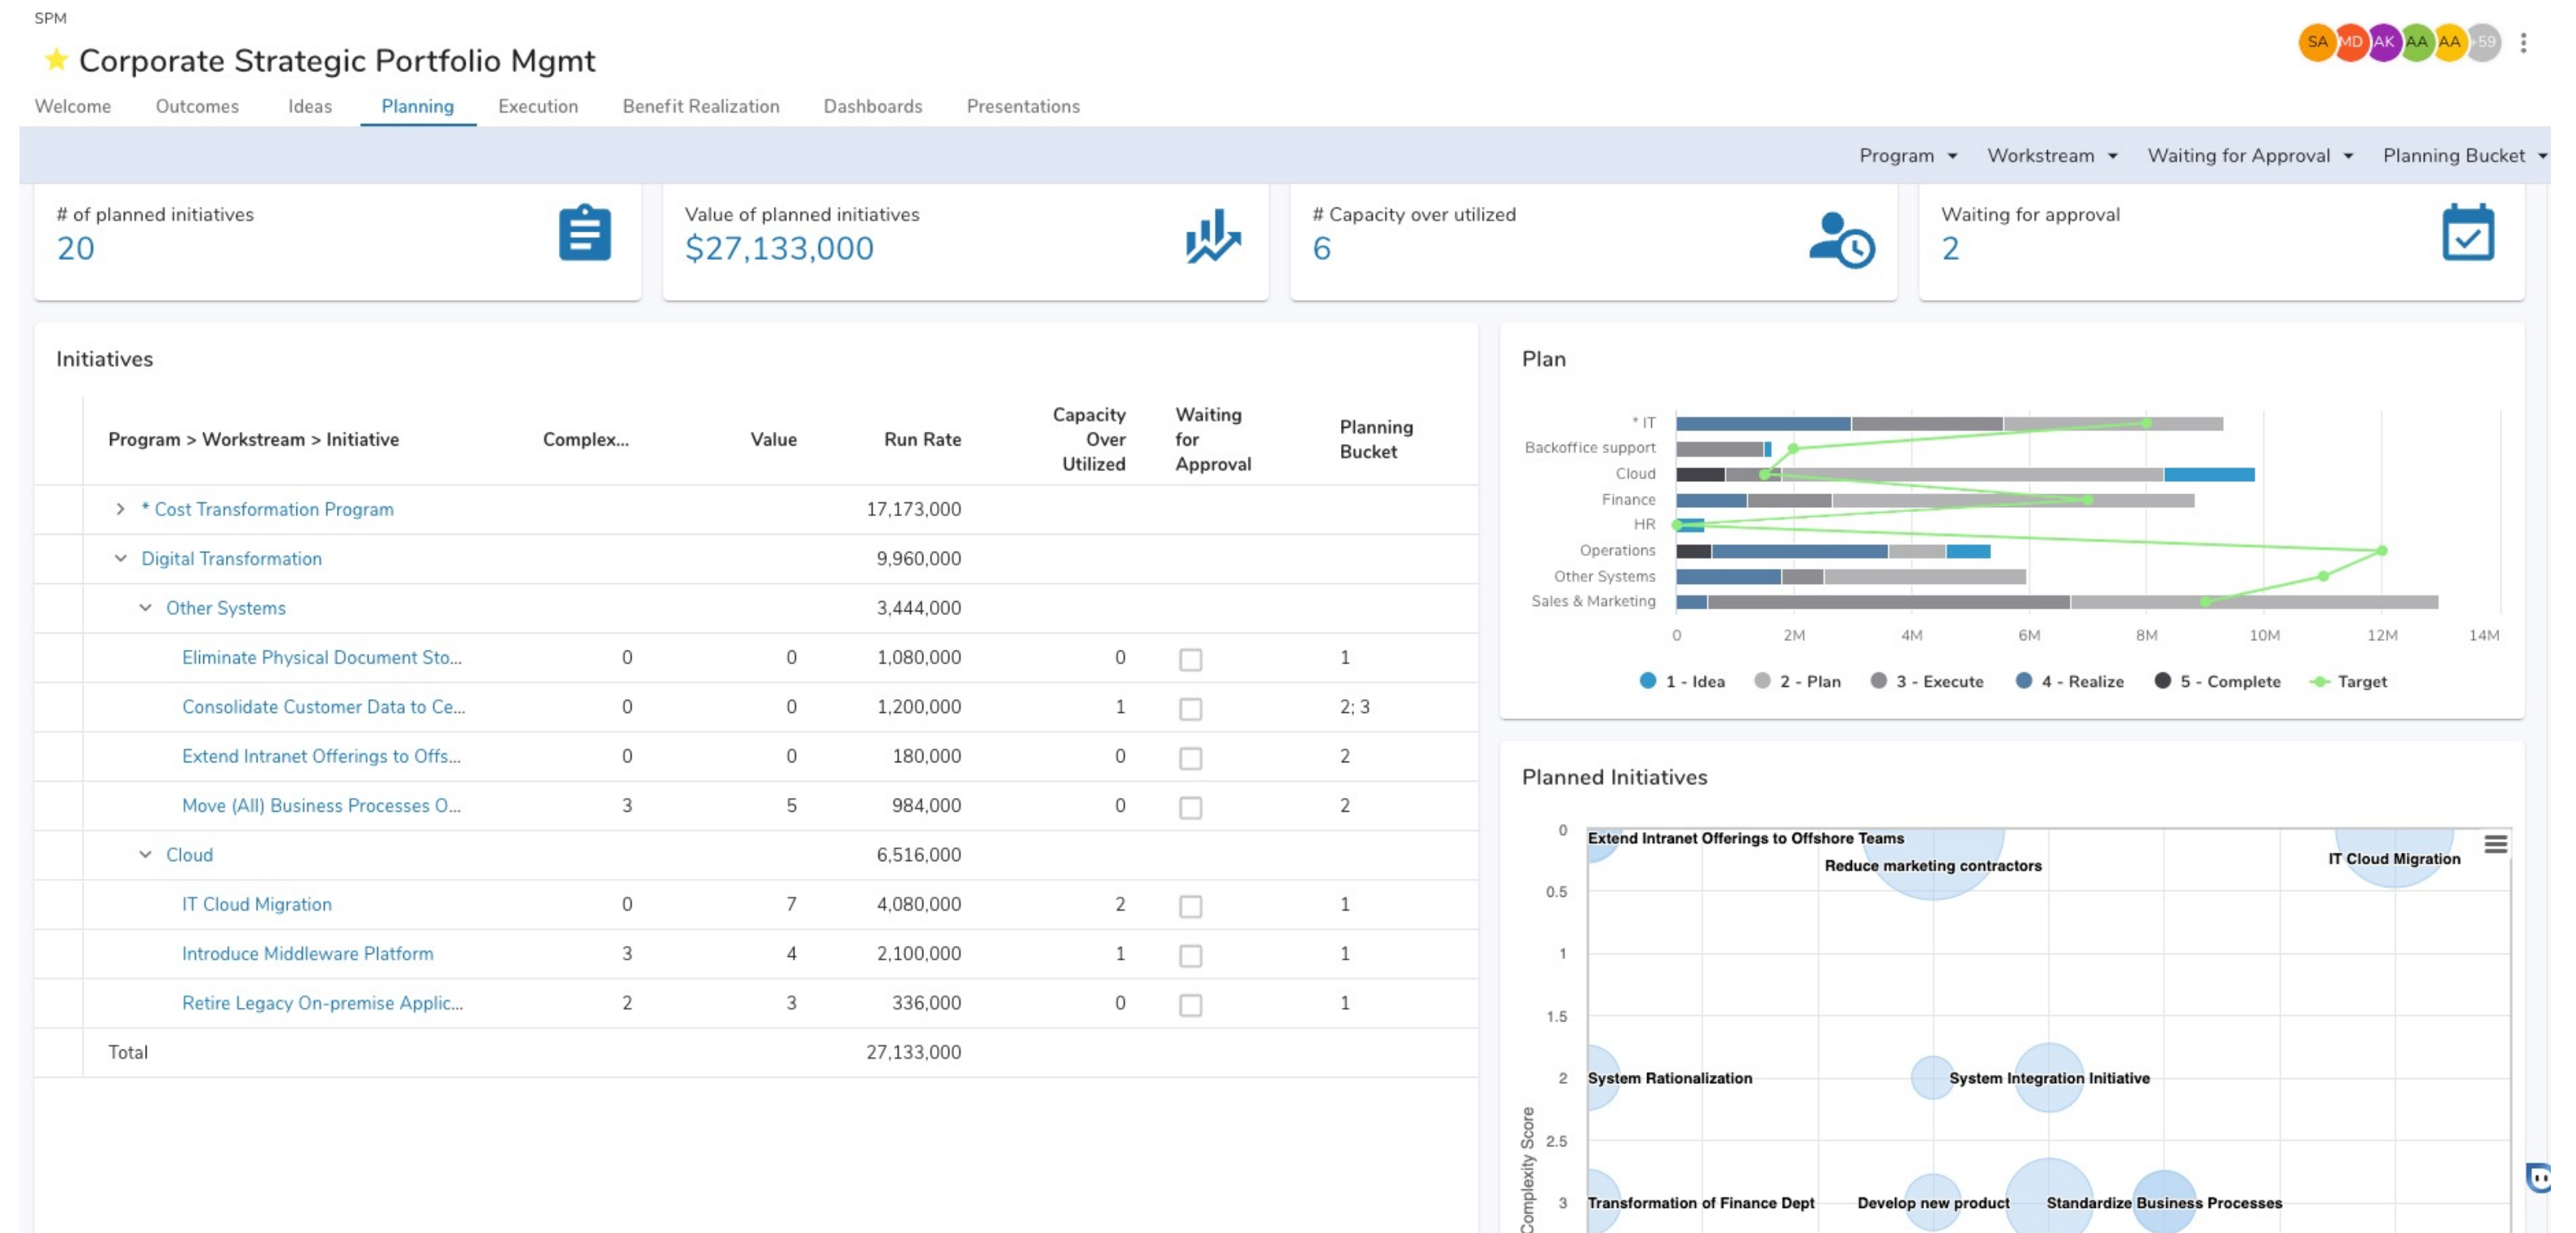 SPM
Corporate Strategic Portfolio Mgmt
SA MD AK AA AA +59
Welcome Outcomes Ideas Planning Execution Benefit Realization Dashboards Presentations
Program Workstream Waiting for Approval Planning Bucket
# of planned initiatives
20
Value of planned initiatives
$27,133,000
# Capacity over utilized
6
Waiting for approval
2
Initiatives
Program > Workstream > Initiative Complex... Value Run Rate Capacity Over Utilized Waiting for Approval Planning Bucket
* Cost Transformation Program 17,173,000
Digital Transformation 9,960,000
Other Systems 3,444,000
Eliminate Physical Document Sto... 0 0 1,080,000 0 1
Consolidate Customer Data to Ce... 0 0 1,200,000 1 2; 3
Extend Intranet Offerings to Offs... 0 0 180,000 0 2
Move (All) Business Processes O... 3 5 984,000 0 2
Cloud 6,516,000
IT Cloud Migration 0 7 4,080,000 2 1
Introduce Middleware Platform 3 4 2,100,000 1 1
Retire Legacy On-premise Applic... 2 3 336,000 0 1
Total 27,133,000
Plan
* IT
Backoffice support
Cloud
Finance
HR
Operations
Other Systems
Sales & Marketing
0 2M 4M 6M 8M 10M 12M 14M
1 - Idea 2 - Plan 3 - Execute 4 - Realize 5 - Complete Target
Planned Initiatives
0
Extend Intranet Offerings to Offshore Teams
Reduce marketing contractors
IT Cloud Migration
0.5
1
1.5
2
System Rationalization
System Integration Initiative
2.5
3
Transformation of Finance Dept
Develop new product
Standardize Business Processes
Complexity Score